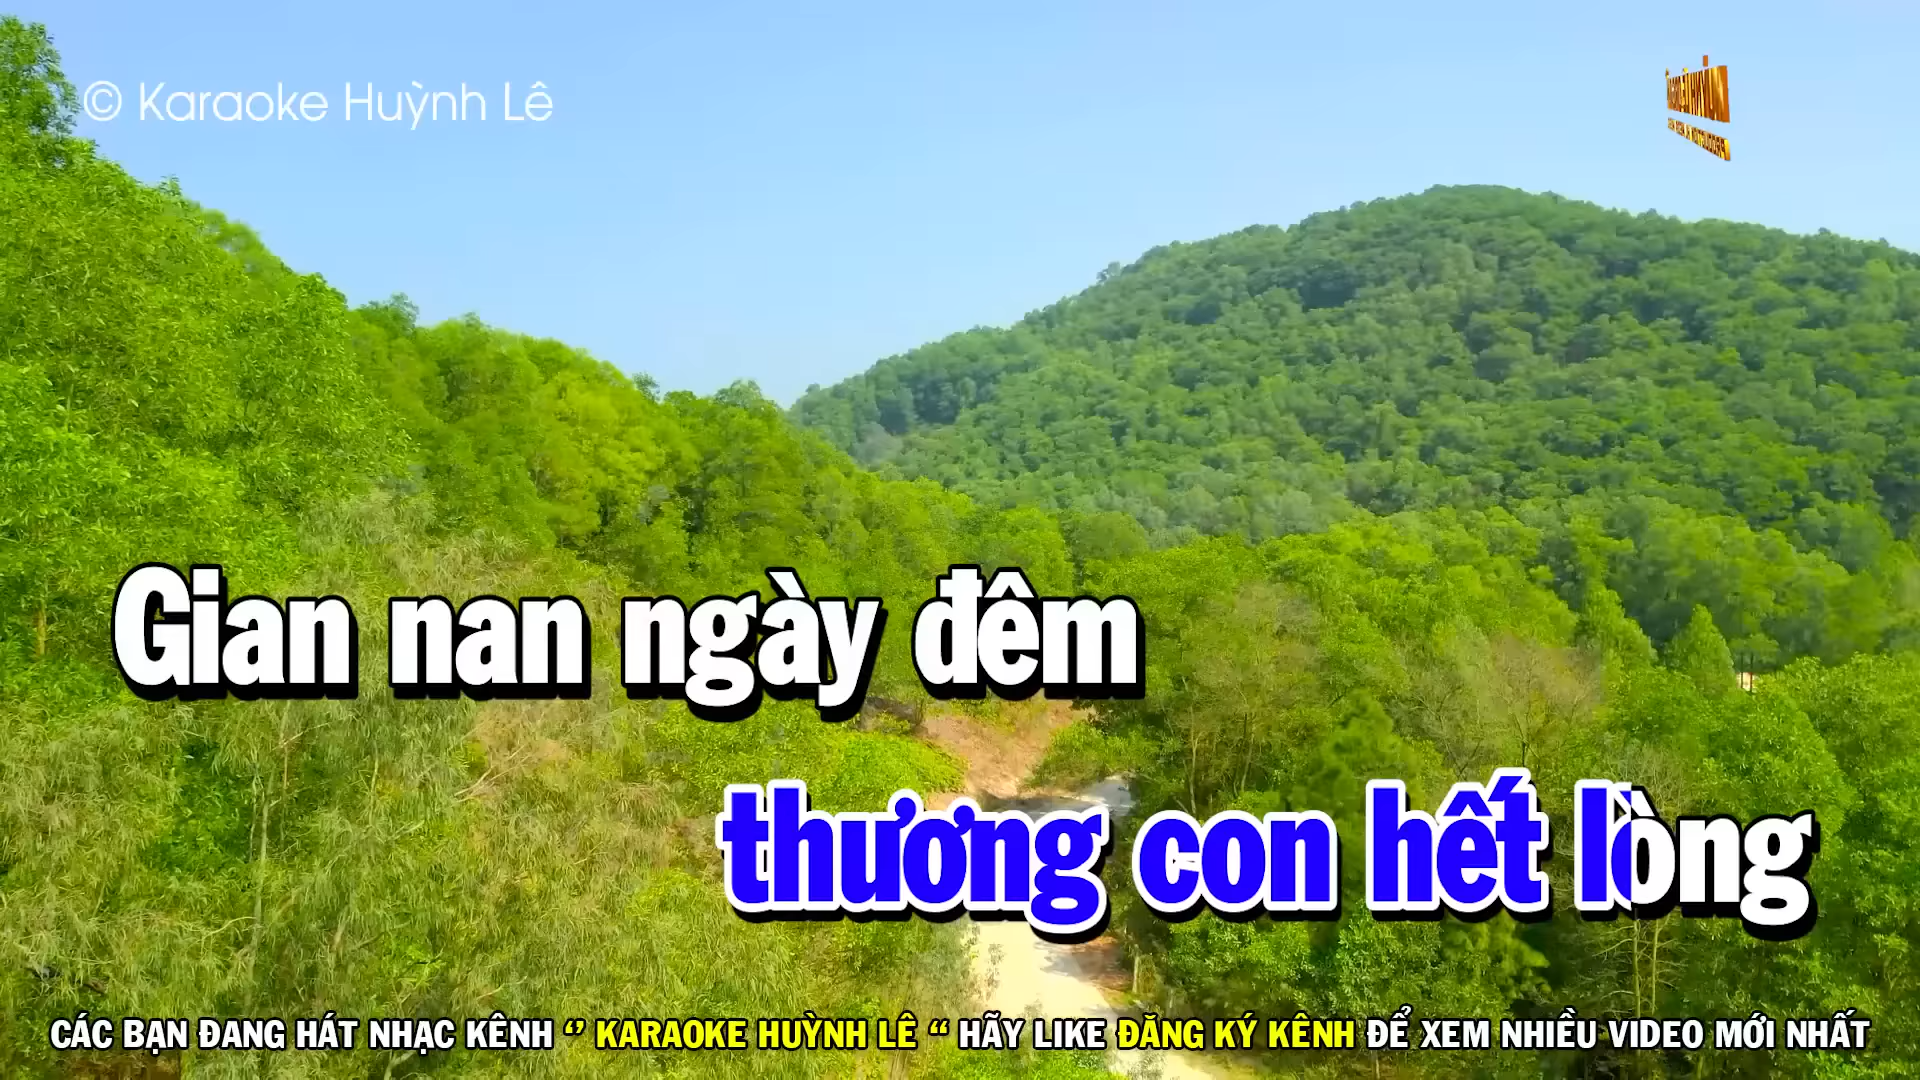 © Karaoke Huỳnh Lê
Gian nan ngày đêm
thương con hết lòng
CÁC BẠN ĐANG HÁT NHẠC KÊNH ‘’ KARAOKE HUỲNH LÊ “ HÃY LIKE ĐĂNG KÝ KÊNH ĐỂ XEM NHIỀU VIDEO MỚI NHẤT